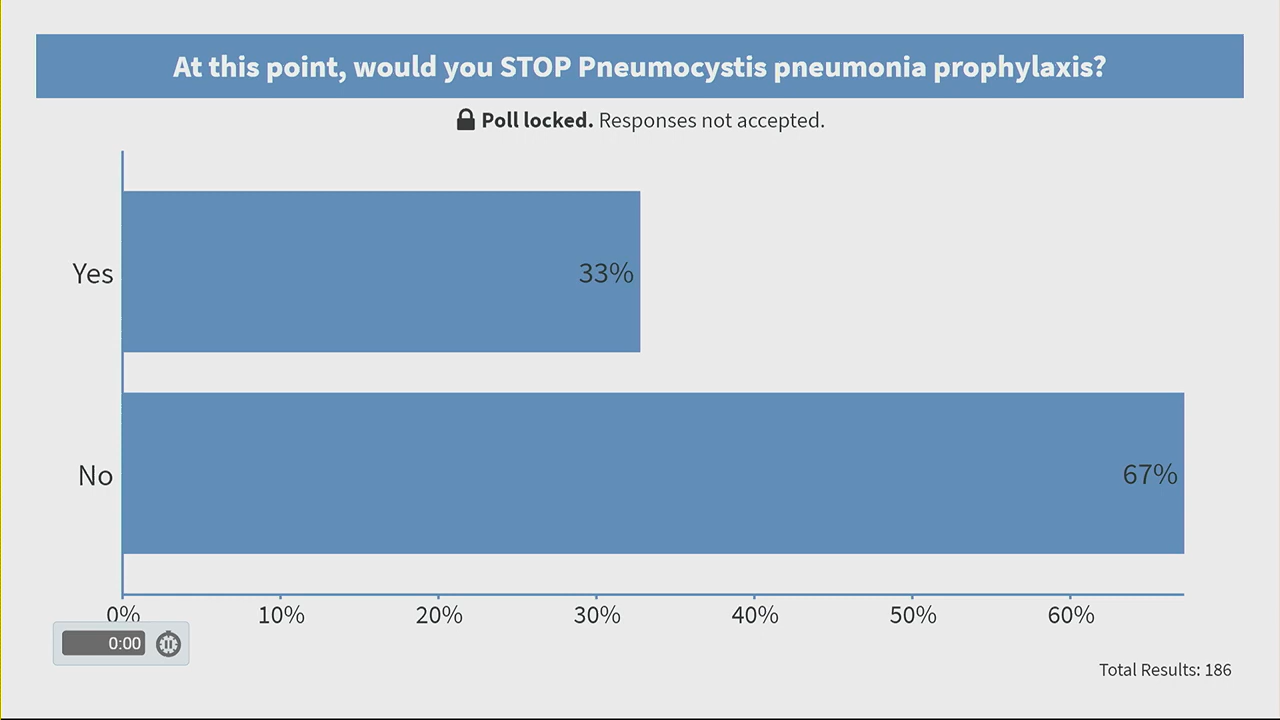 At this point, would you STOP Pneumocystis pneumonia prophylaxis?
Poll locked. Responses not accepted.
Yes
33%
No
67%
0% 10% 20% 30% 40% 50% 60%
0:00
Total Results: 186